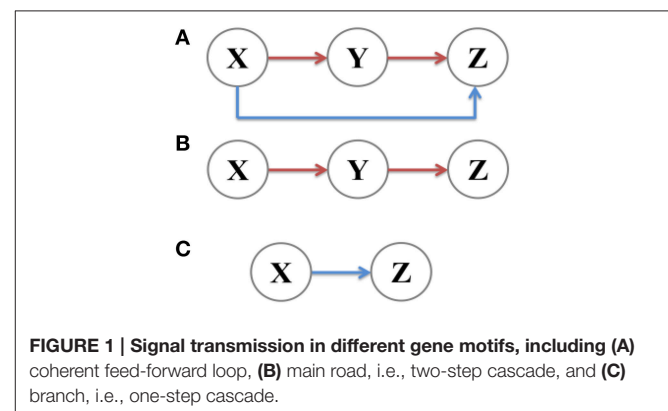 A
X Y Z
B
X Y Z
C
X Z
FIGURE 1 | Signal transmission in different gene motifs, including (A)
coherent feed-forward loop, (B) main road, i.e., two-step cascade, and (C)
branch, i.e., one-step cascade.